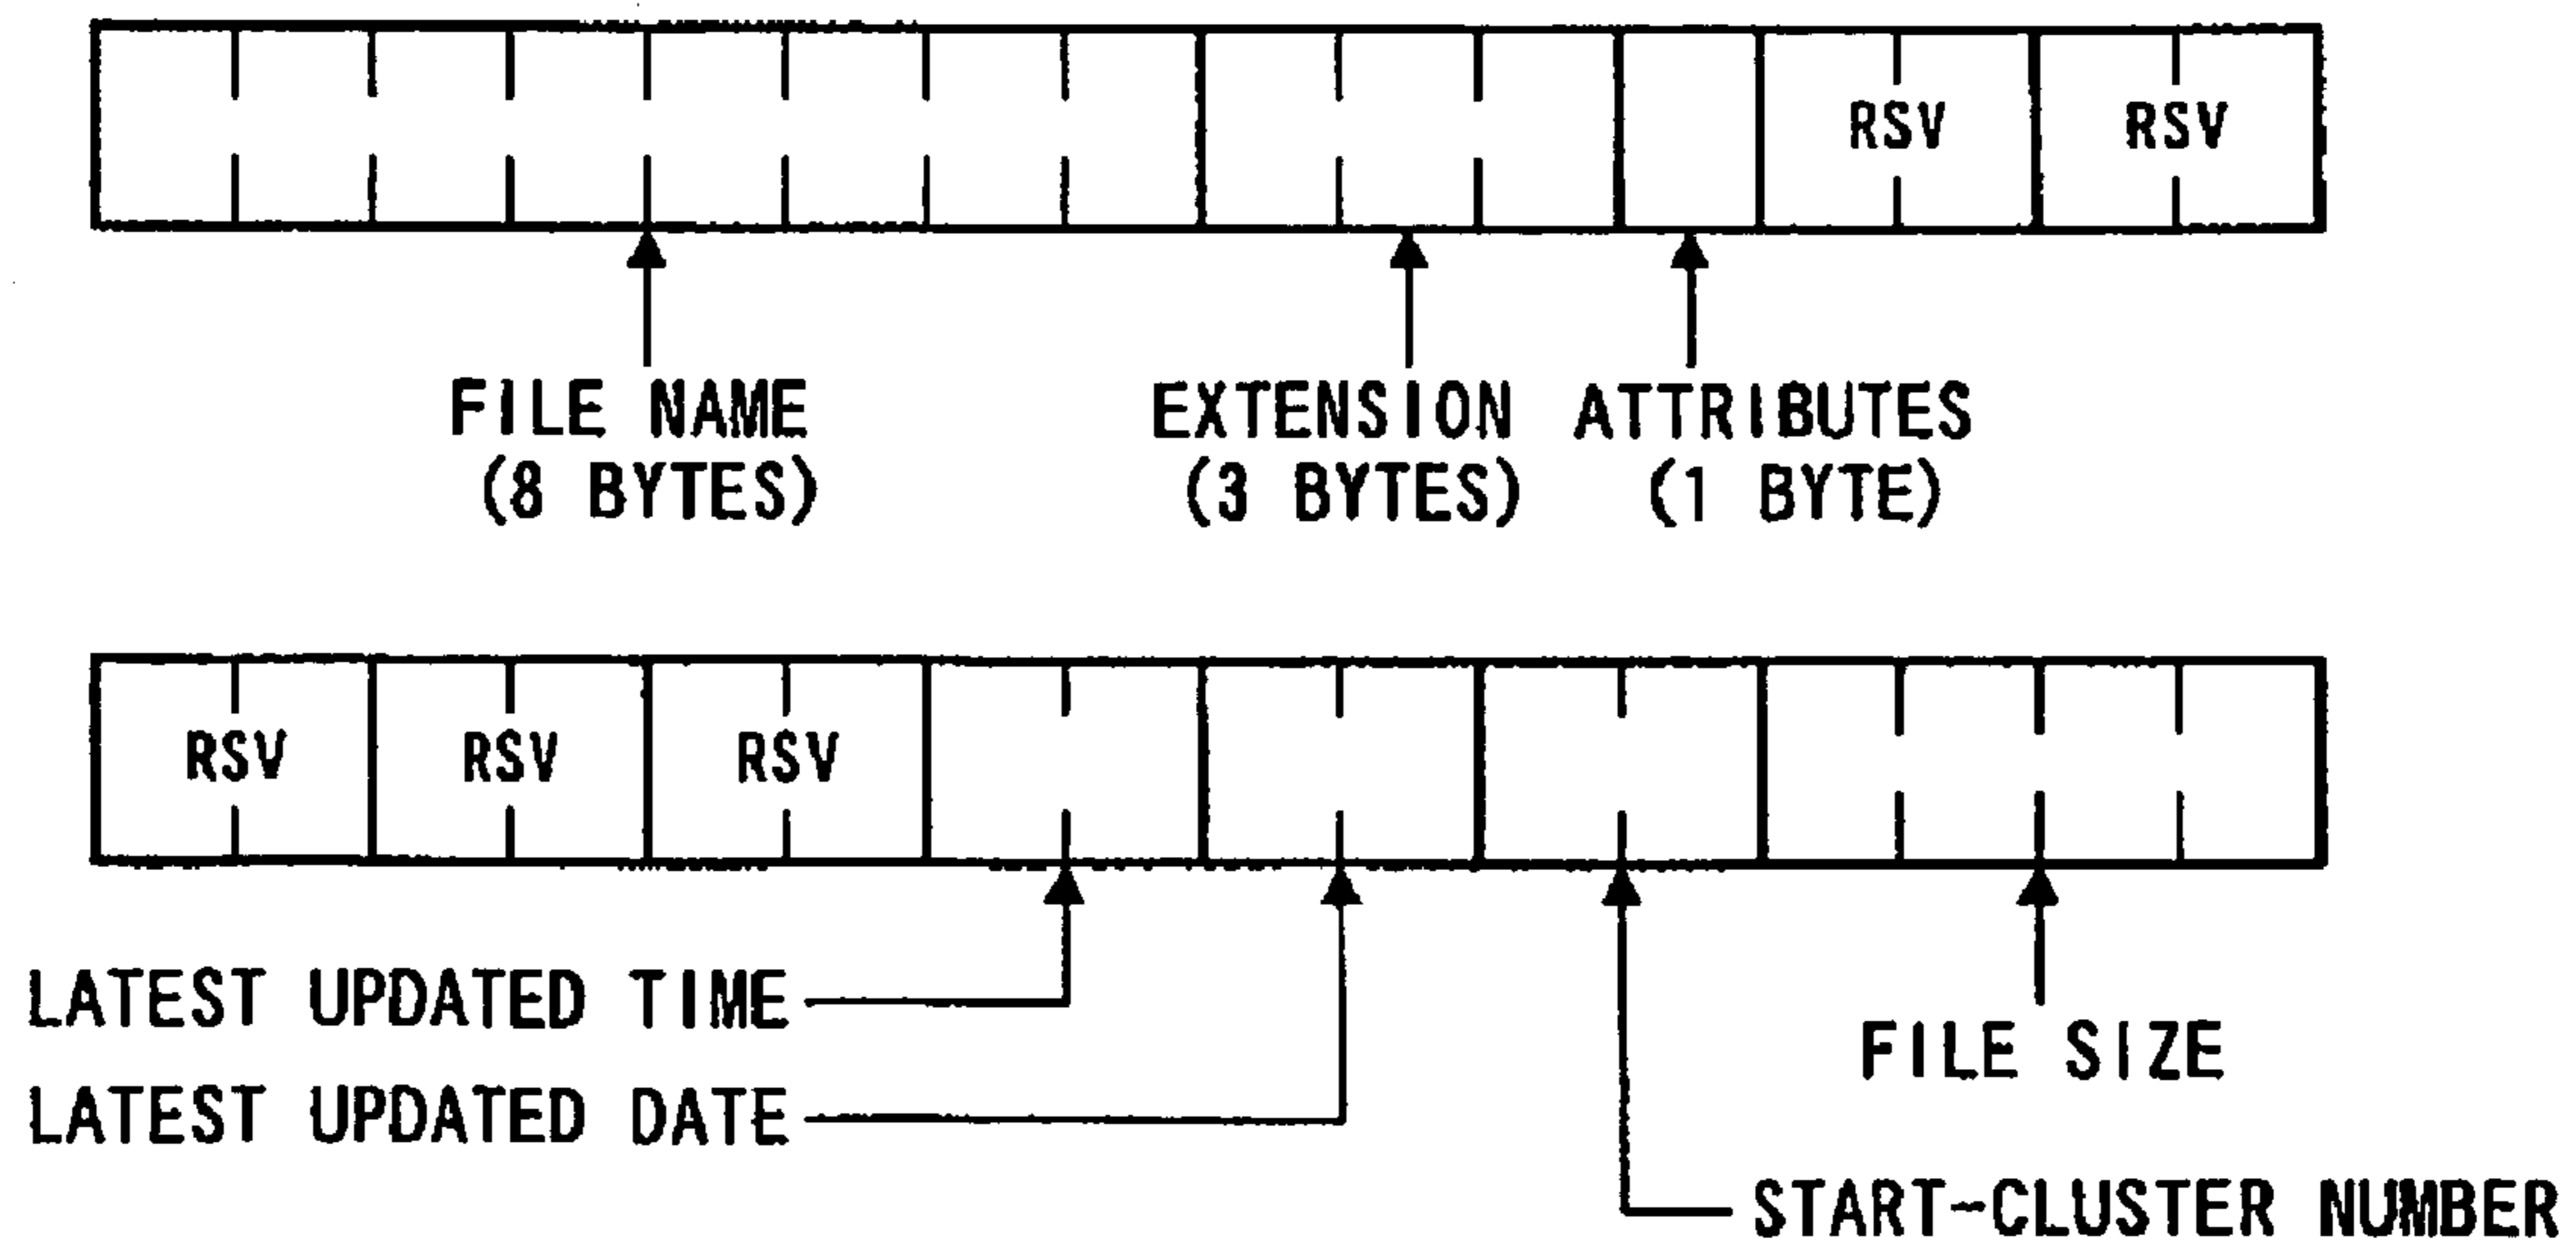 RSV RSV
FILE NAME
(8 BYTES)
EXTENSION
(3 BYTES)
ATTRIBUTES
(1 BYTE)
RSV RSV RSV
LATEST UPDATED TIME
LATEST UPDATED DATE
FILE SIZE
START-CLUSTER NUMBER